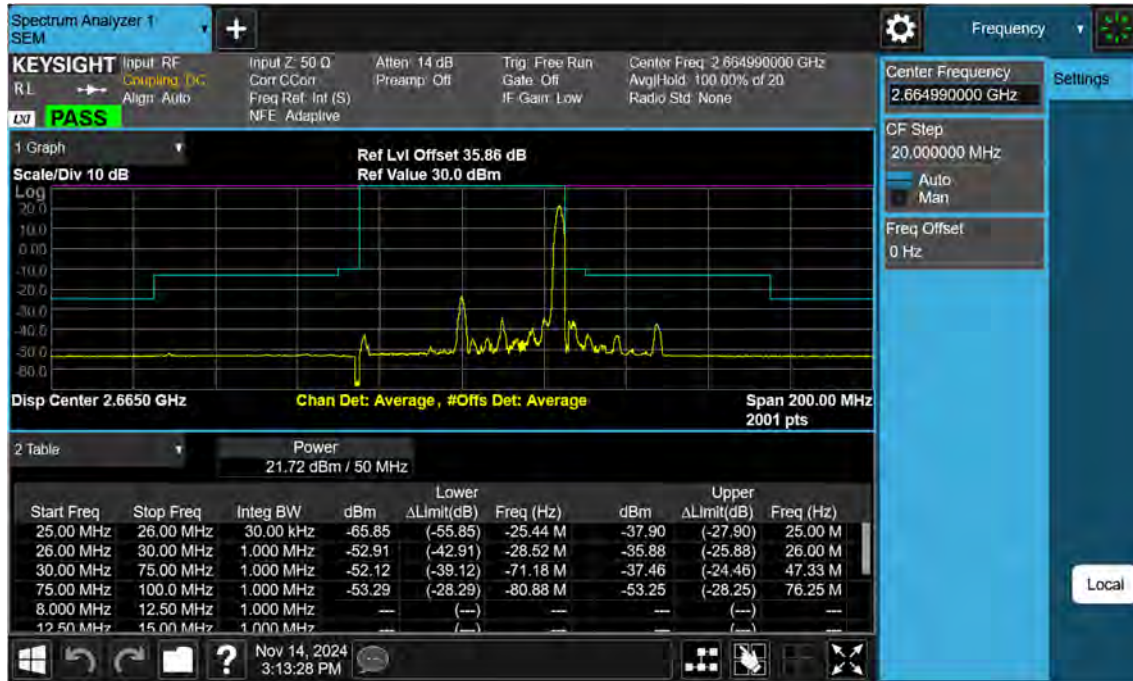 Spectrum Analyzer 1
SEM
+
Frequency
KEYSIGHT
RL
LXI
PASS
Input: RF
Coupling: DC
Align: Auto
Input Z: 50 Ω
Corr CCorr
Freq Ref: Int (S)
NFE: Adaptive
Atten: 14 dB
Preamp: Off
Trig: Free Run
Gate: Off
IF Gain: Low
Center Freq: 2.664990000 GHz
Avg|Hold: 100.00% of 20
Radio Std: None
Center Frequency
2.664990000 GHz
Settings
CF Step
20.000000 MHz
Auto
Man
Freq Offset
0 Hz
1 Graph
Scale/Div 10 dB
Ref Lvl Offset 35.86 dB
Ref Value 30.0 dBm
Log
20.0
10.0
0.00
-10.0
-20.0
-30.0
-40.0
-50.0
-60.0
Disp Center 2.6650 GHz
Chan Det: Average, #Offs Det: Average
Span 200.00 MHz
2001 pts
2 Table
Power
21.72 dBm / 50 MHz
Lower Upper
Start Freq Stop Freq Integ BW dBm ΔLimit(dB) Freq (Hz) dBm ΔLimit(dB) Freq (Hz)
25.00 MHz 26.00 MHz 30.00 kHz -65.85 (-55.85) -25.44 M -37.90 (-27.90) 25.00 M
26.00 MHz 30.00 MHz 1.000 MHz -52.91 (-42.91) -28.52 M -35.88 (-25.88) 26.00 M
30.00 MHz 75.00 MHz 1.000 MHz -52.12 (-39.12) -71.18 M -37.46 (-24.46) 47.33 M
75.00 MHz 100.0 MHz 1.000 MHz -53.29 (-28.29) -80.88 M -53.25 (-28.25) 76.25 M
8.000 MHz 12.50 MHz 1.000 MHz --- (---) --- --- (---) ---
12.50 MHz 15.00 MHz 1.000 MHz --- (---) --- --- (---) ---
Local
?
Nov 14, 2024
3:13:28 PM